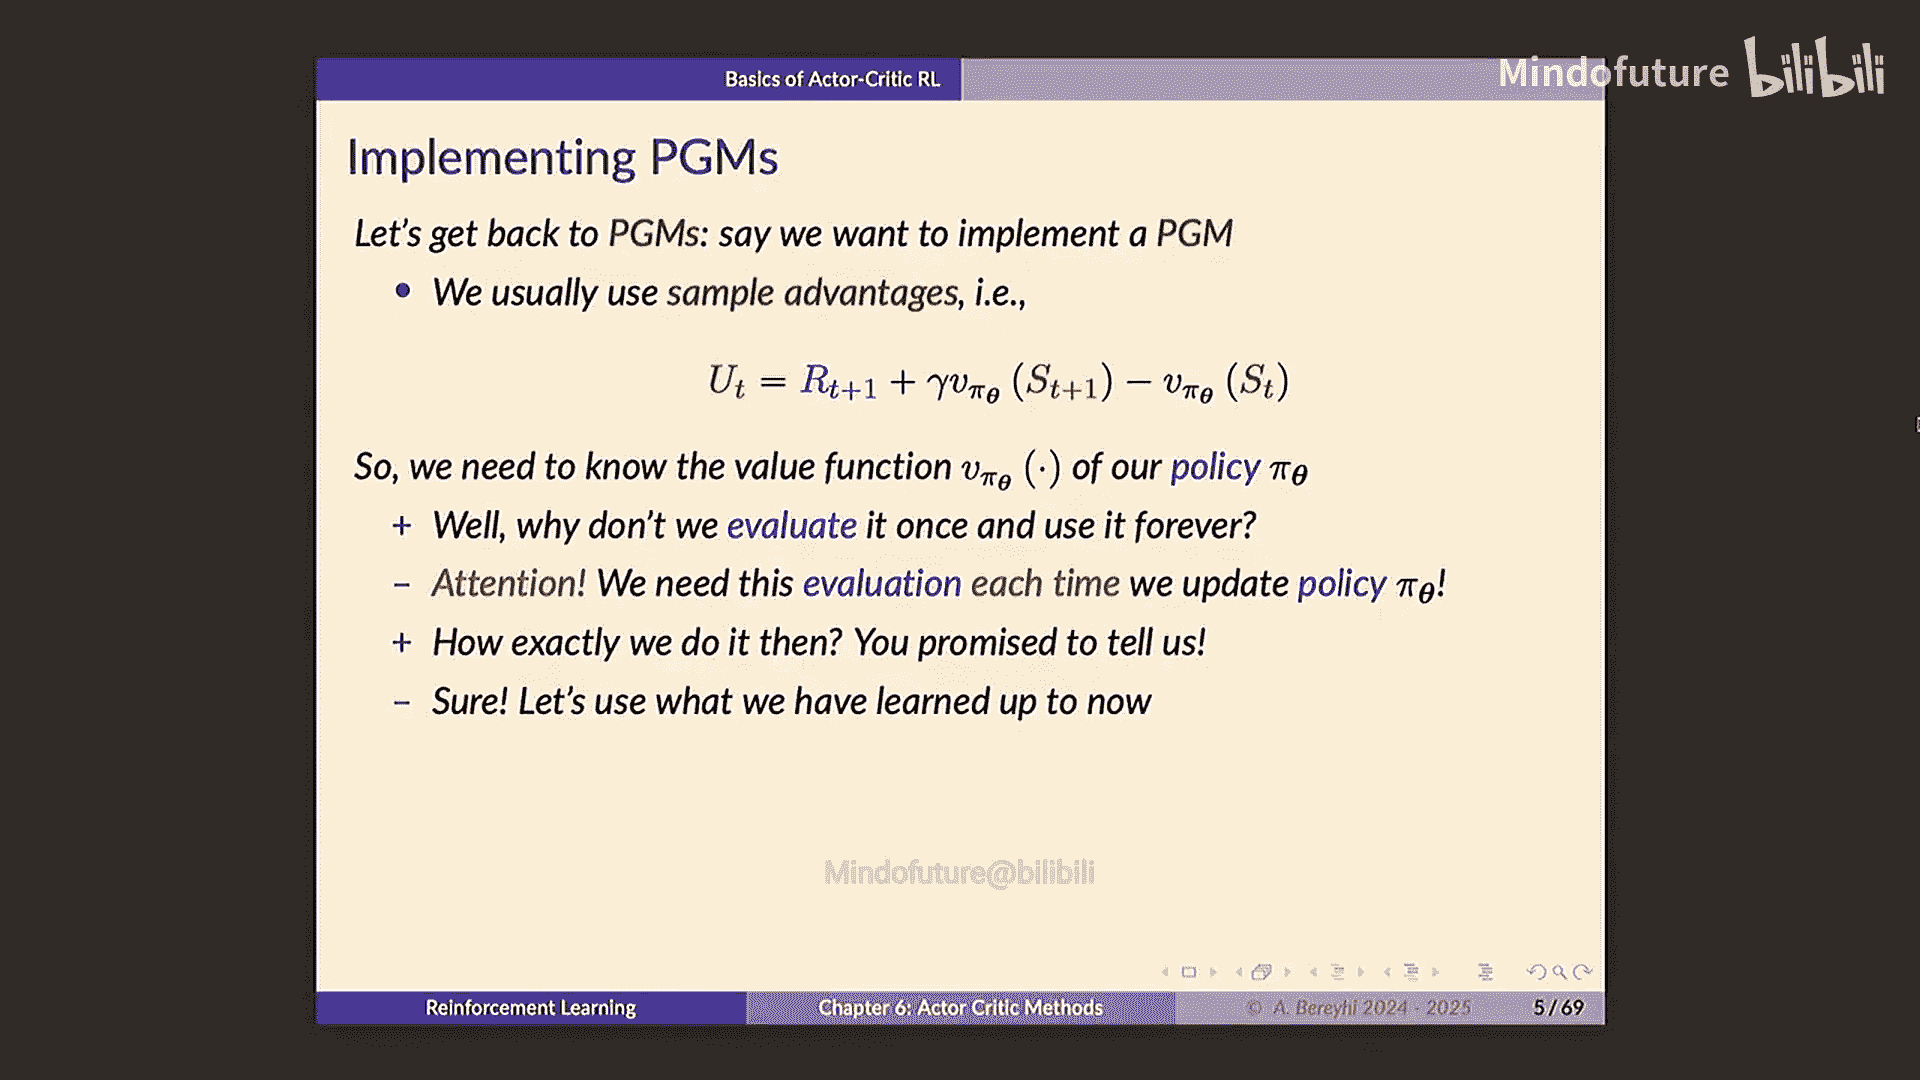 Basics of Actor-Critic RL
Mindofuture bilibili
Implementing PGMs
Let's get back to PGMs: say we want to implement a PGM
• We usually use sample advantages, i.e.,
U_t = R_{t+1} + γv_{π_θ} (S_{t+1}) − v_{π_θ} (S_t)
So, we need to know the value function v_{π_θ} (·) of our policy π_θ
+ Well, why don't we evaluate it once and use it forever?
– Attention! We need this evaluation each time we update policy π_θ!
+ How exactly we do it then? You promised to tell us!
– Sure! Let's use what we have learned up to now
Mindofuture@bilibili
Reinforcement Learning
Chapter 6: Actor Critic Methods
© A. Bereyhi 2024 - 2025
5 / 69